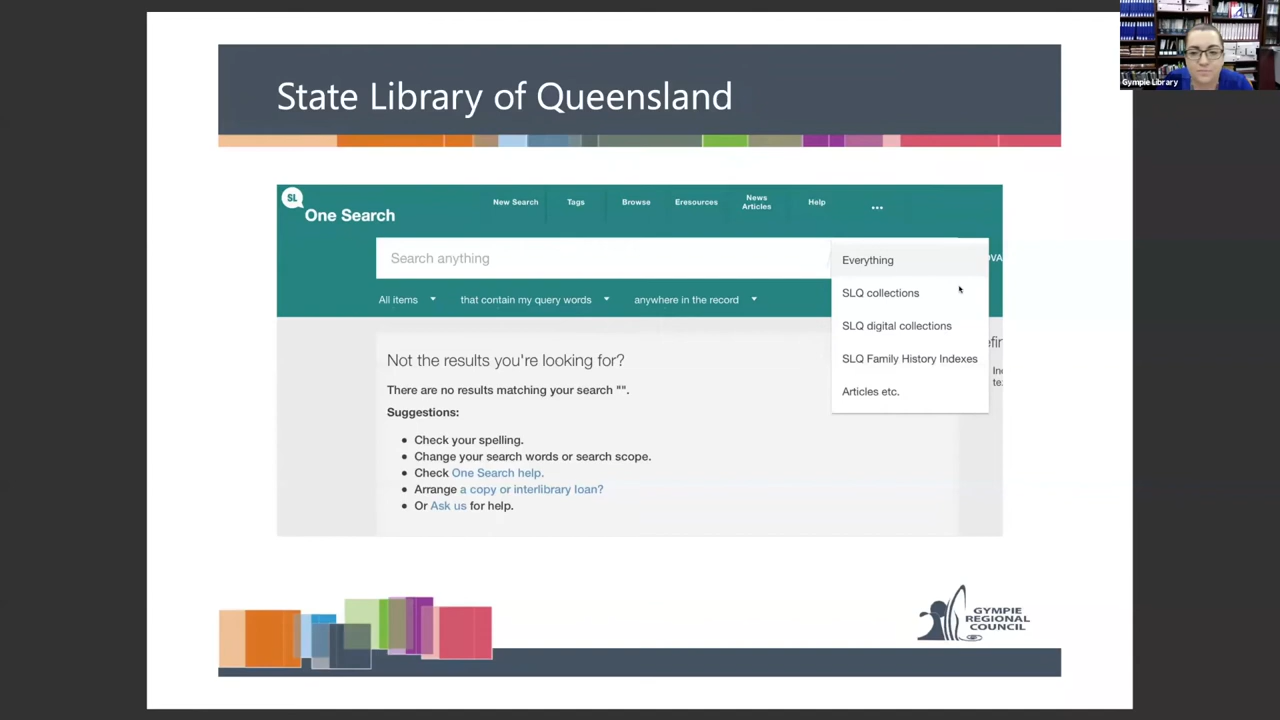 Gympie Library
State Library of Queensland
SL
One Search
New Search
Tags
Browse
Eresources
News
Articles
Help
...
Search anything
Everything
SLQ collections
SLQ digital collections
SLQ Family History Indexes
Articles etc.
All items
that contain my query words
anywhere in the record
Not the results you're looking for?
There are no results matching your search "".
Suggestions:
• Check your spelling.
• Change your search words or search scope.
• Check One Search help.
• Arrange a copy or interlibrary loan?
• Or Ask us for help.
GYMPIE
REGIONAL
COUNCIL